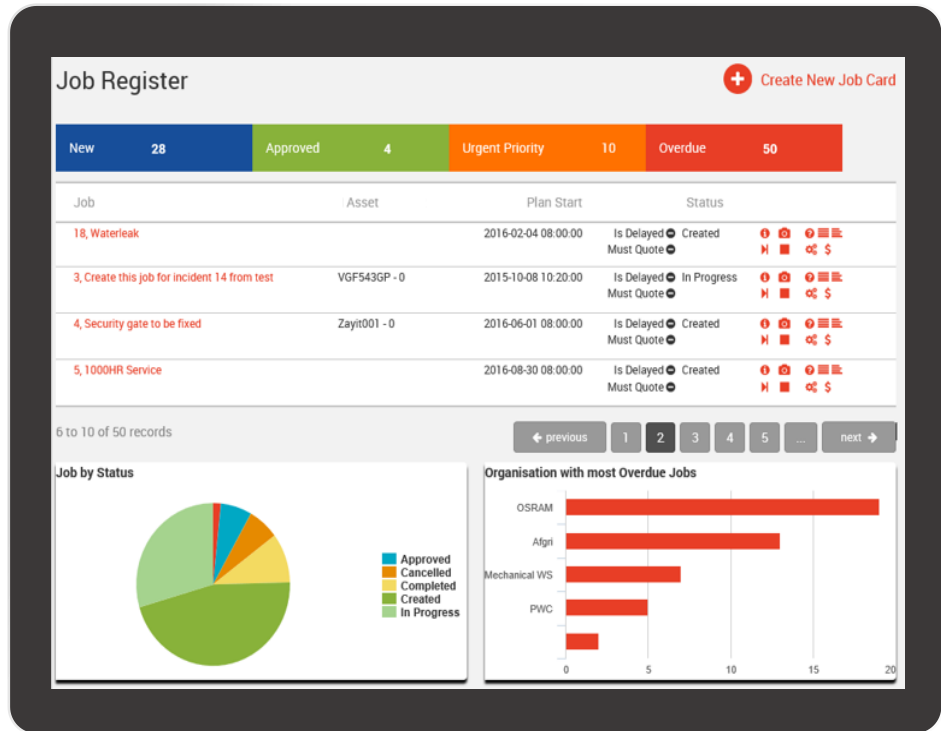 Job Register
Create New Job Card
New 28 Approved 4 Urgent Priority 10 Overdue 50
Job Asset Plan Start Status
18, Waterleak 2016-02-04 08:00:00 Is Delayed Created
Must Quote
3, Create this job for incident 14 from test VGF543GP - 0 2015-10-08 10:20:00 Is Delayed In Progress
Must Quote
4, Security gate to be fixed Zayit001 - 0 2016-06-01 08:00:00 Is Delayed Created
Must Quote
5, 1000HR Service 2016-08-30 08:00:00 Is Delayed Created
Must Quote
6 to 10 of 50 records
previous 1 2 3 4 5 ... next
Job by Status
Approved
Cancelled
Completed
Created
In Progress
Organisation with most Overdue Jobs
OSRAM
Afgri
Mechanical WS
PWC
0 5 10 15 20